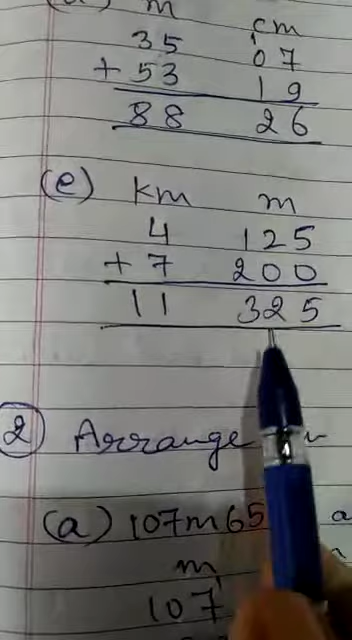 m cm
35 07
+ 53 19
88 26
(e) Km m
4 125
+ 7 200
11 325
2 Arrange
(a) 107m65
m
107